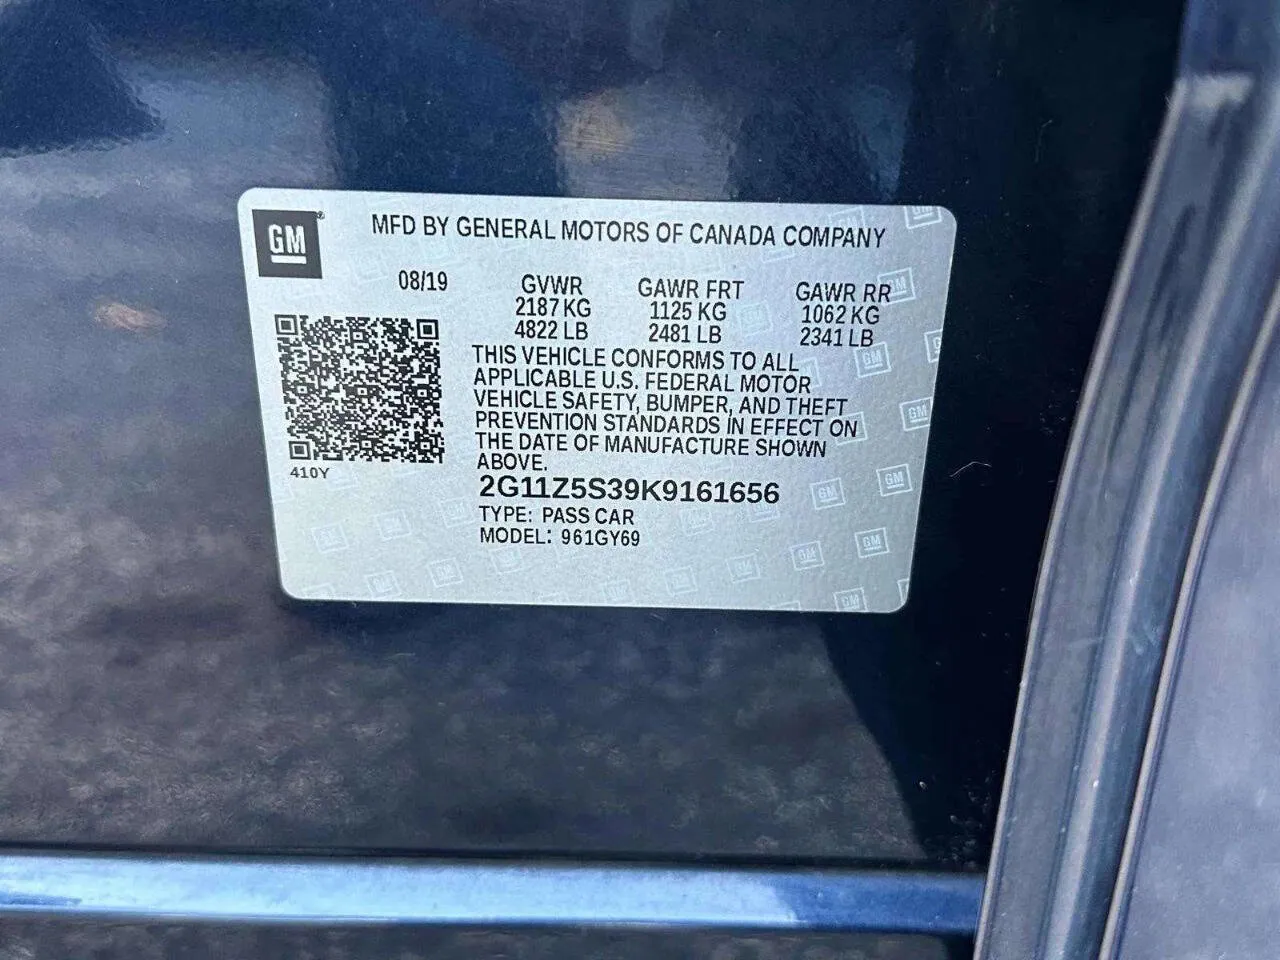 GM
MFD BY GENERAL MOTORS OF CANADA COMPANY
08/19
GVWR
2187 KG
4822 LB
GAWR FRT
1125 KG
2481 LB
GAWR RR
1062 KG
2341 LB
THIS VEHICLE CONFORMS TO ALL
APPLICABLE U.S. FEDERAL MOTOR
VEHICLE SAFETY, BUMPER, AND THEFT
PREVENTION STANDARDS IN EFFECT ON
THE DATE OF MANUFACTURE SHOWN
ABOVE.
410Y
2G11Z5S39K9161656
TYPE: PASS CAR
MODEL: 961GY69